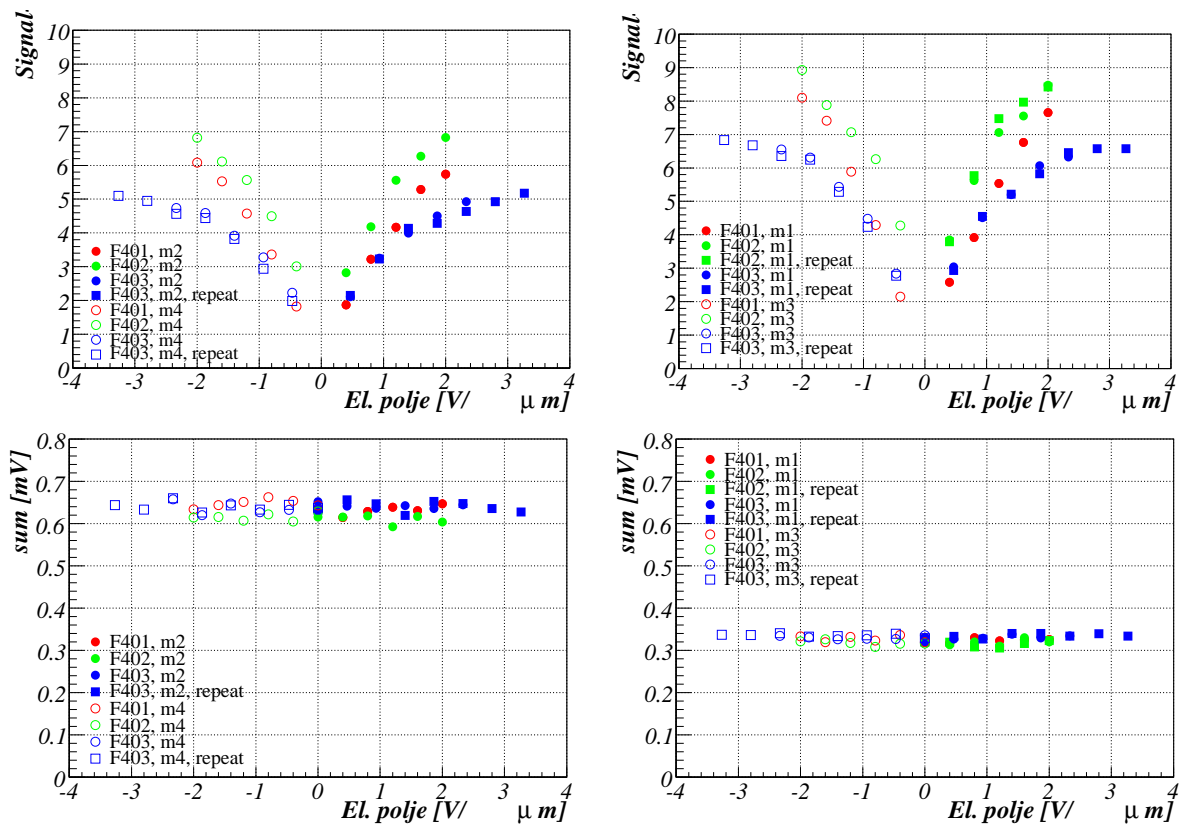 Signal
10
9
8
7
6
5
4
3
2
1
0
F401, m2
F402, m2
F403, m2
F403, m2, repeat
F401, m4
F402, m4
F403, m4
F403, m4, repeat
-4 -3 -2 -1 0 1 2 3 4
El. polje [V/ μ m]
Signal
10
9
8
7
6
5
4
3
2
1
0
F401, m1
F402, m1
F402, m1, repeat
F403, m1
F403, m1, repeat
F401, m3
F402, m3
F403, m3
F403, m3, repeat
-4 -3 -2 -1 0 1 2 3 4
El. polje [V/ μ m]
sum [mV]
0.8
0.7
0.6
0.5
0.4
0.3
0.2
0.1
0
F401, m2
F402, m2
F403, m2
F403, m2, repeat
F401, m4
F402, m4
F403, m4
F403, m4, repeat
-4 -3 -2 -1 0 1 2 3 4
El. polje [V/ μ m]
sum [mV]
0.8
0.7
0.6
0.5
0.4
0.3
0.2
0.1
0
F401, m1
F402, m1
F402, m1, repeat
F403, m1
F403, m1, repeat
F401, m3
F402, m3
F403, m3
F403, m3, repeat
-4 -3 -2 -1 0 1 2 3 4
El. polje [V/ μ m]